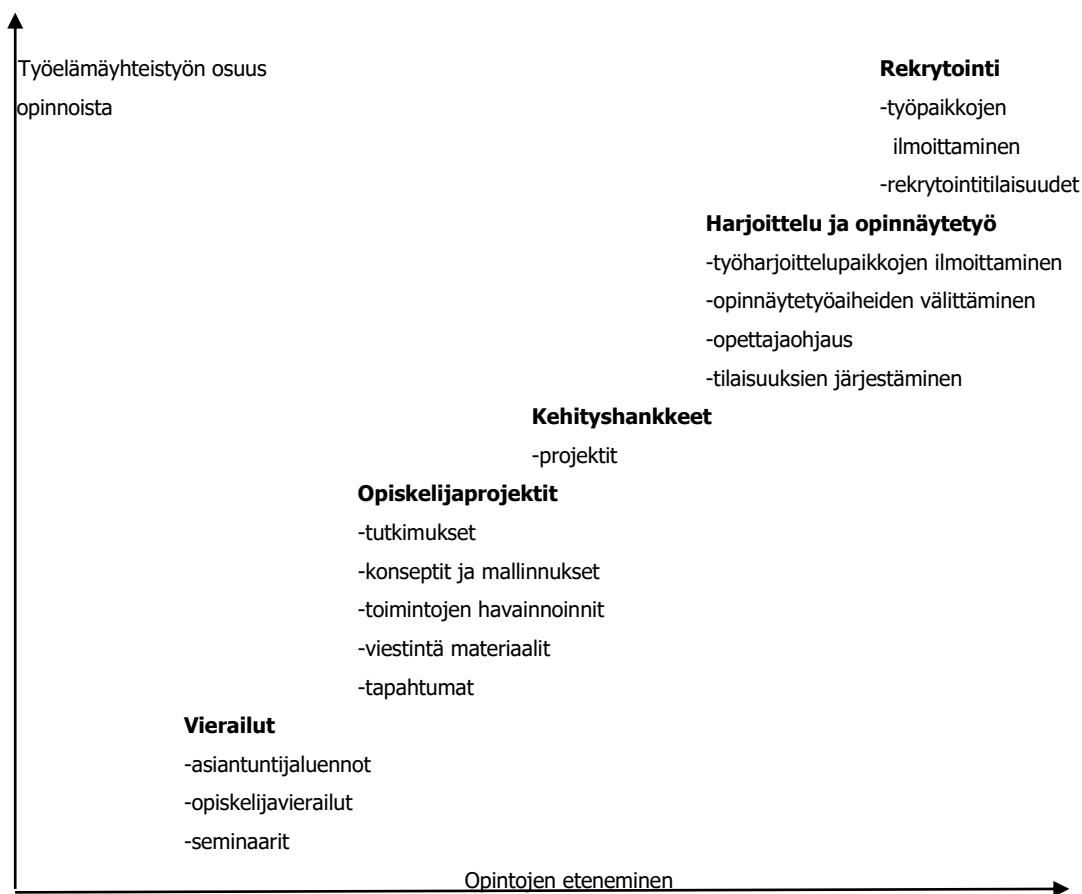 Työelämäyhteistyön osuus
opinnoista
Rekrytointi
-työpaikkojen
ilmoittaminen
-rekrytointitilaisuudet
Harjoittelu ja opinnäytetyö
-työharjoittelupaikkojen ilmoittaminen
-opinnäytetyöaiheiden välittäminen
-opettajaohjaus
-tilaisuuksien järjestäminen
Kehityshankkeet
-projektit
Opiskelijaprojektit
-tutkimukset
-konseptit ja mallinnukset
-toimintojen havainnoinnit
-viestintä materiaalit
-tapahtumat
Vierailut
-asiantuntijaluennot
-opiskelijavierailut
-seminaarit
Opintojen eteneminen